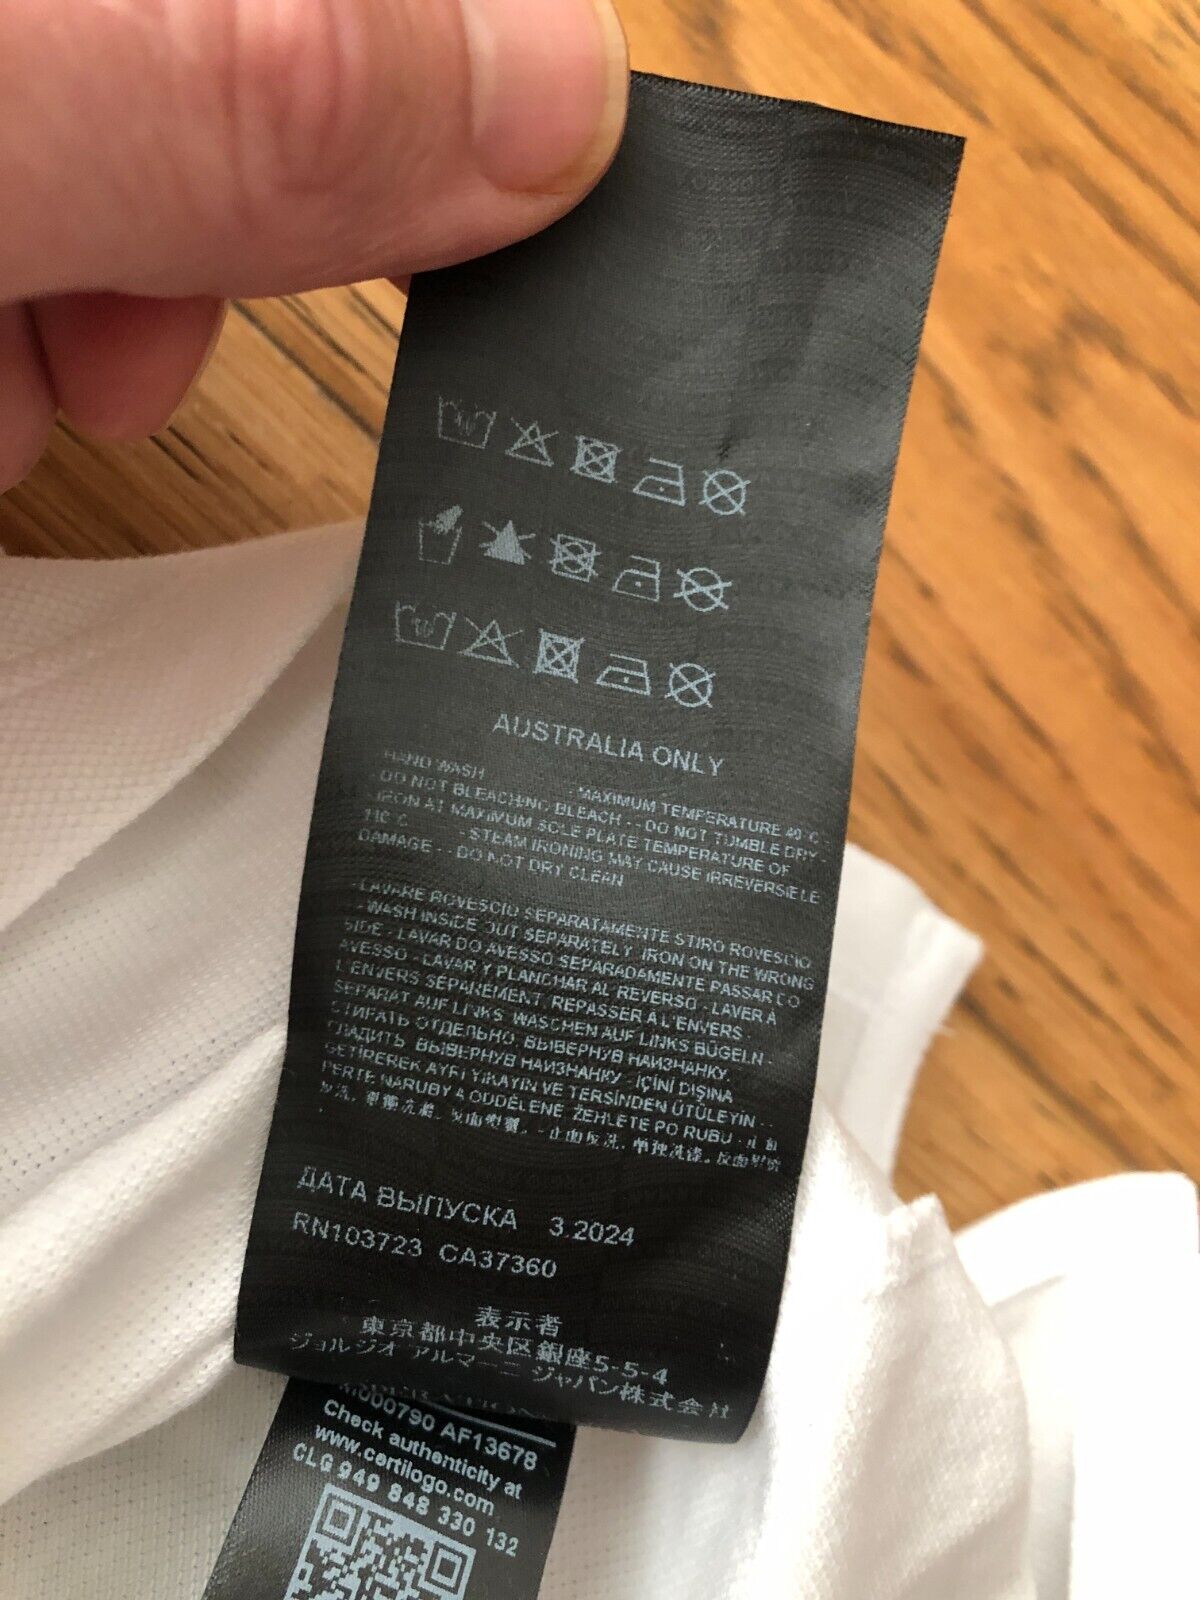 AUSTRALIA ONLY
HAND WASH - MAXIMUM TEMPERATURE 40°C
- DO NOT BLEACHING BLEACH - - DO NOT TUMBLE DRY -
IRON AT MAXIMUM SOLE PLATE TEMPERATURE OF
110°C - STEAM IRONING MAY CAUSE IRREVERSIBLE
DAMAGE - - DO NOT DRY CLEAN
- LAVARE ROVESCIO SEPARATAMENTE STIRO ROVESCIO
- WASH INSIDE OUT SEPARATELY IRON ON THE WRONG
SIDE - LAVAR DO AVESSO SEPARADAMENTE PASSAR DO
AVESSO - LAVAR Y PLANCHAR AL REVERSO - LAVER À
L'ENVERS SÉPARÉMENT, REPASSER À L'ENVERS -
SEPARAT AUF LINKS WASCHEN AUF LINKS BÜGELN -
СТИРАТЬ ОТДЕЛЬНО, ВЫВЕРНУВ НАИЗНАНКУ.
ГЛАДИТЬ, ВЫВЕРНУВ НАИЗНАНКУ. İÇİNİ DIŞINA
GETİREREK AYRI YIKAYIN VE TERSİNDEN ÜTÜLEYİN --
PERTE NARUBY A ODDĚLENĚ ŽEHLETE PO RUBU -
ДАТА ВЫПУСКА 3.2024
RN103723 CA37360
表示者
東京都中央区銀座5-5-4
ジョルジオ アルマーニ ジャパン株式会社
M000790 AF13678
Check authenticity at
www.certilogo.com
CLG 949 848 330 132